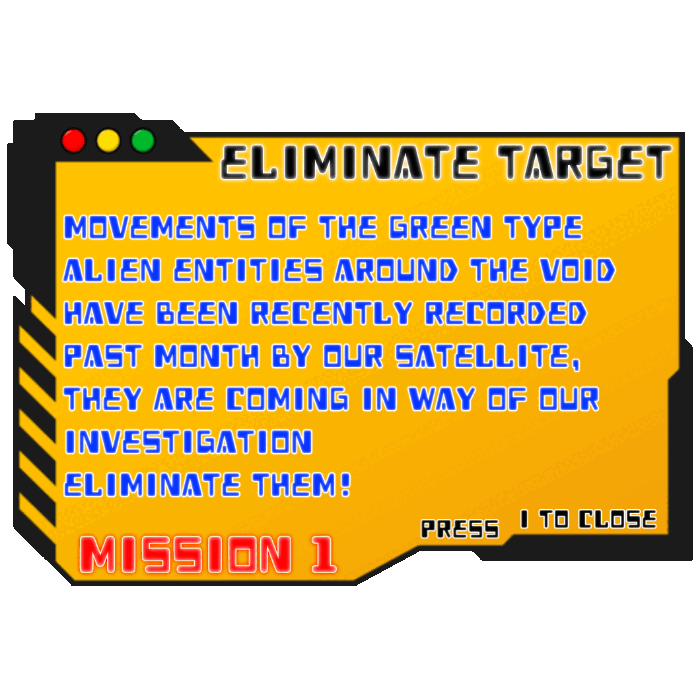 ELIMINATE TARGET
MOVEMENTS OF THE GREEN TYPE
ALIEN ENTITIES AROUND THE VOID
HAVE BEEN RECENTLY RECORDED
PAST MONTH BY OUR SATELLITE,
THEY ARE COMING IN WAY OF OUR
INVESTIGATION
ELIMINATE THEM!
PRESS I TO CLOSE
MISSION 1